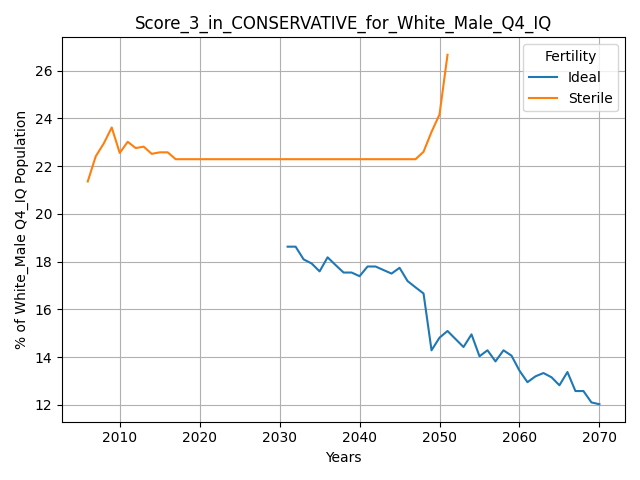 Score_3_in_CONSERVATIVE_for_White_Male_Q4_IQ
% of White_Male Q4_IQ Population
26
24
22
20
18
16
14
12
Fertility
Ideal
Sterile
2010 2020 2030 2040 2050 2060 2070
Years